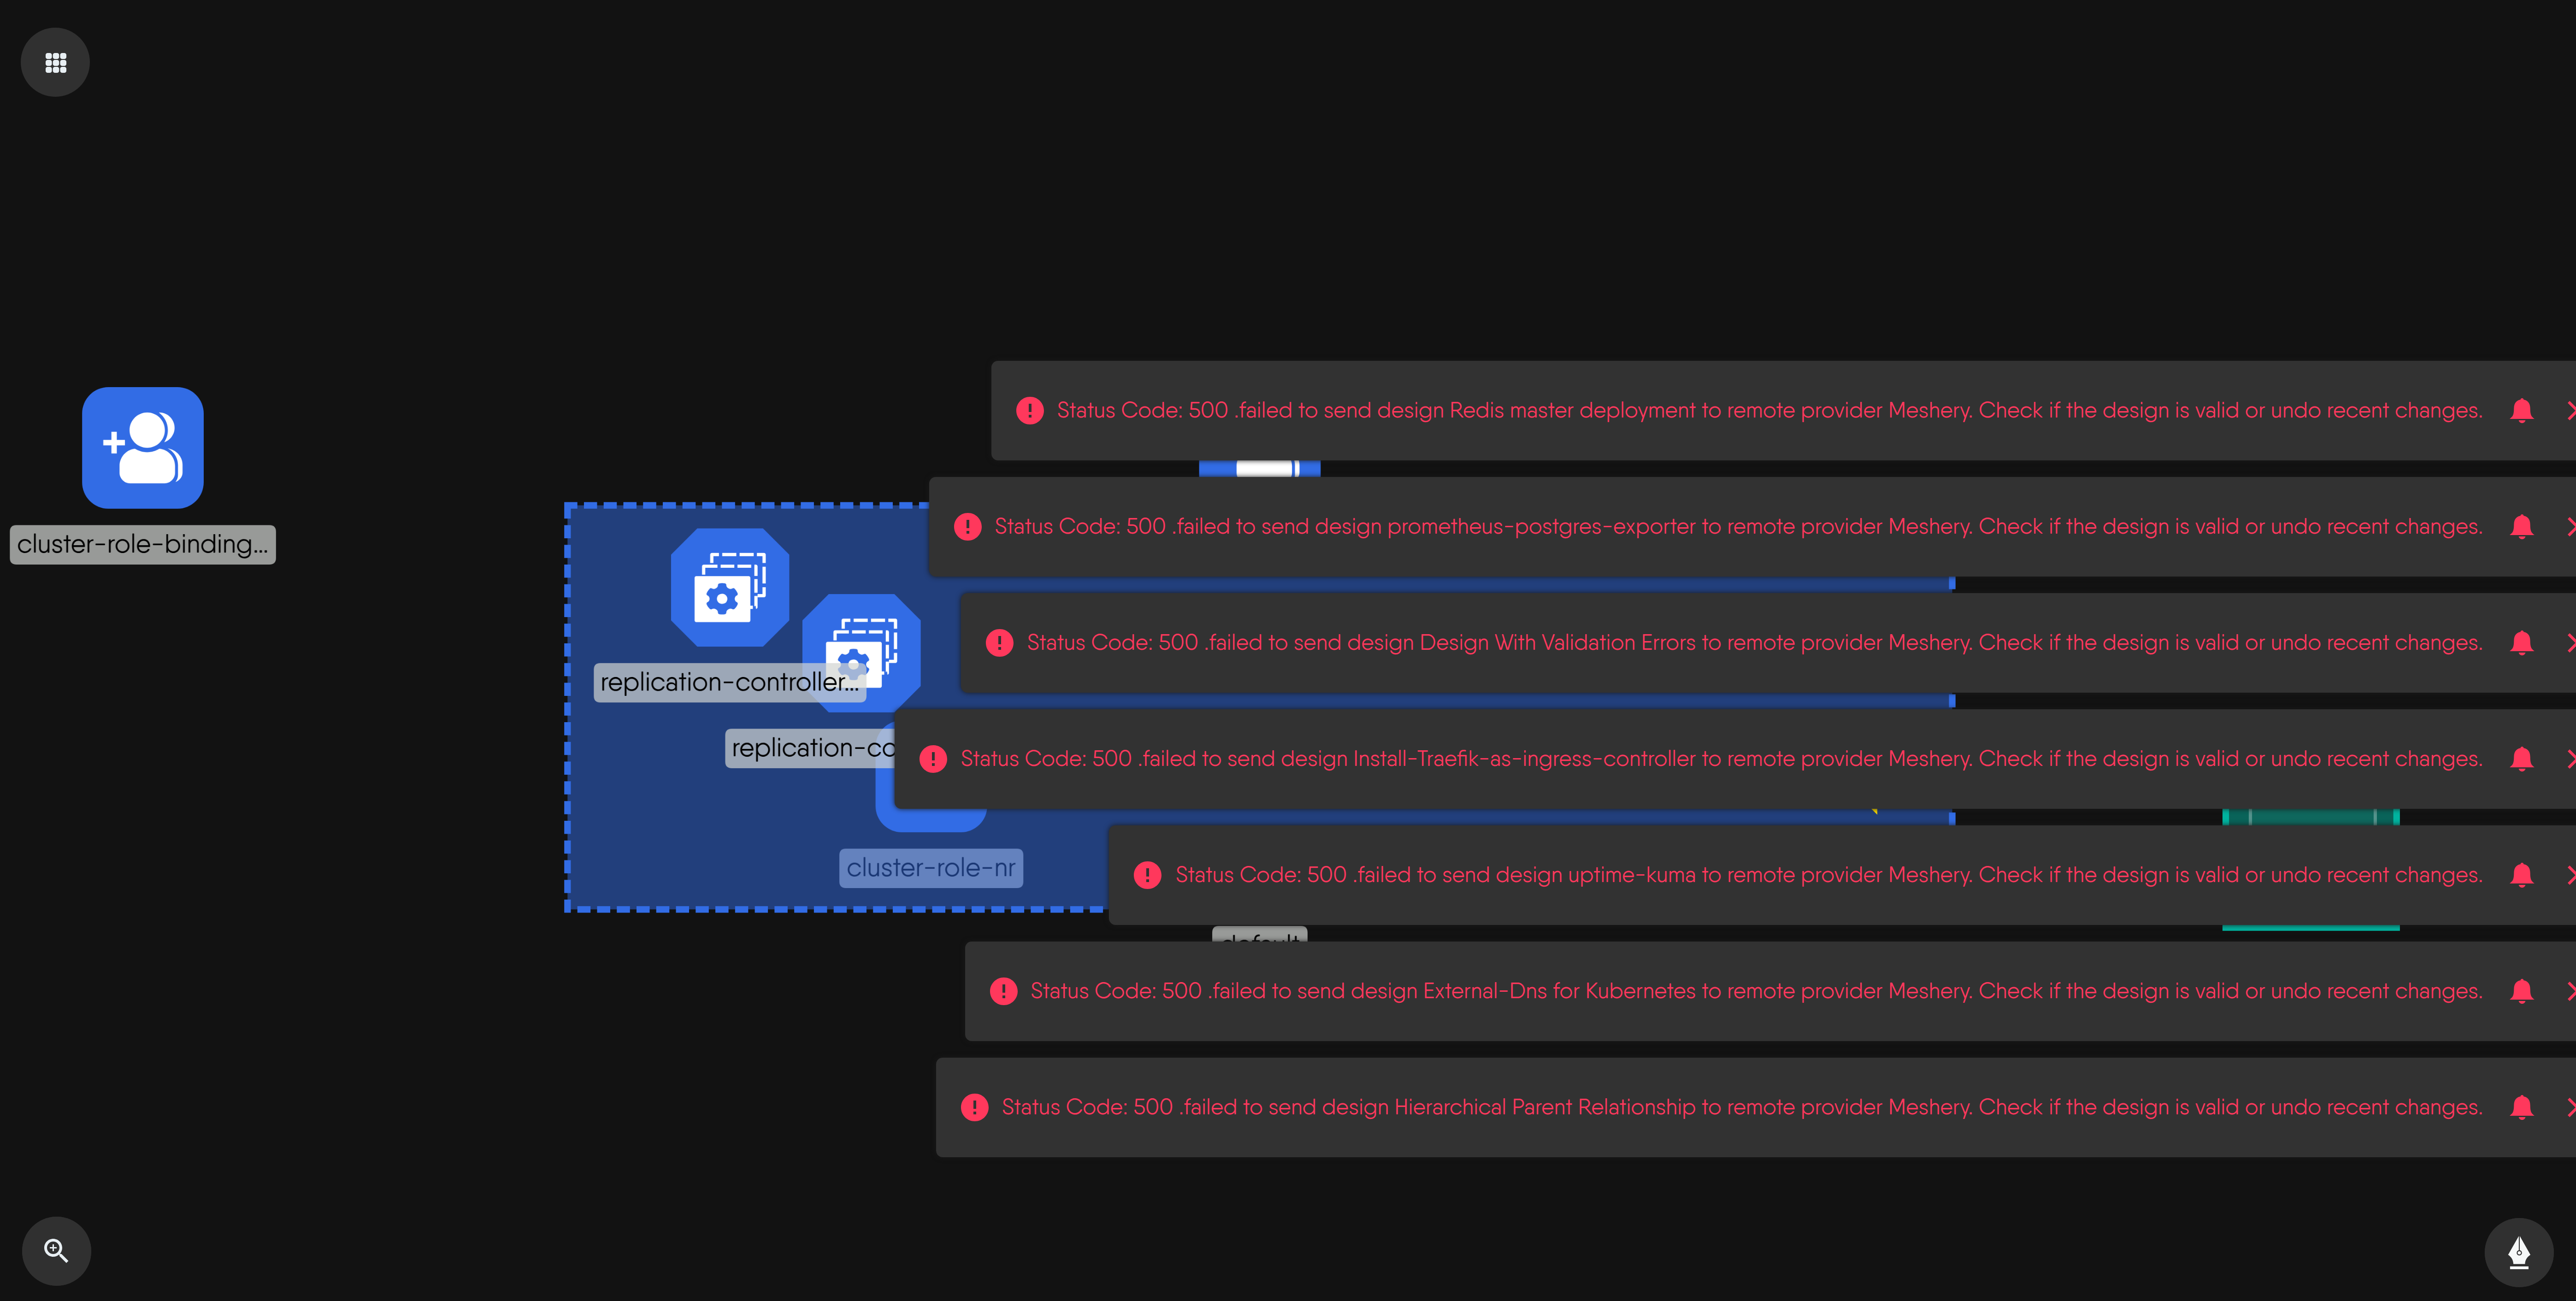 Status Code: 500 .failed to send design Redis master deployment to remote provider Meshery. Check if the design is valid or undo recent changes.
Status Code: 500 .failed to send design prometheus-postgres-exporter to remote provider Meshery. Check if the design is valid or undo recent changes.
cluster-role-binding...
Status Code: 500 .failed to send design Design With Validation Errors to remote provider Meshery. Check if the design is valid or undo recent changes.
replication-controller...
replication-co
Status Code: 500 .failed to send design Install-Traefik-as-ingress-controller to remote provider Meshery. Check if the design is valid or undo recent changes.
cluster-role-nr
Status Code: 500 .failed to send design uptime-kuma to remote provider Meshery. Check if the design is valid or undo recent changes.
default
Status Code: 500 .failed to send design External-Dns for Kubernetes to remote provider Meshery. Check if the design is valid or undo recent changes.
Status Code: 500 .failed to send design Hierarchical Parent Relationship to remote provider Meshery. Check if the design is valid or undo recent changes.